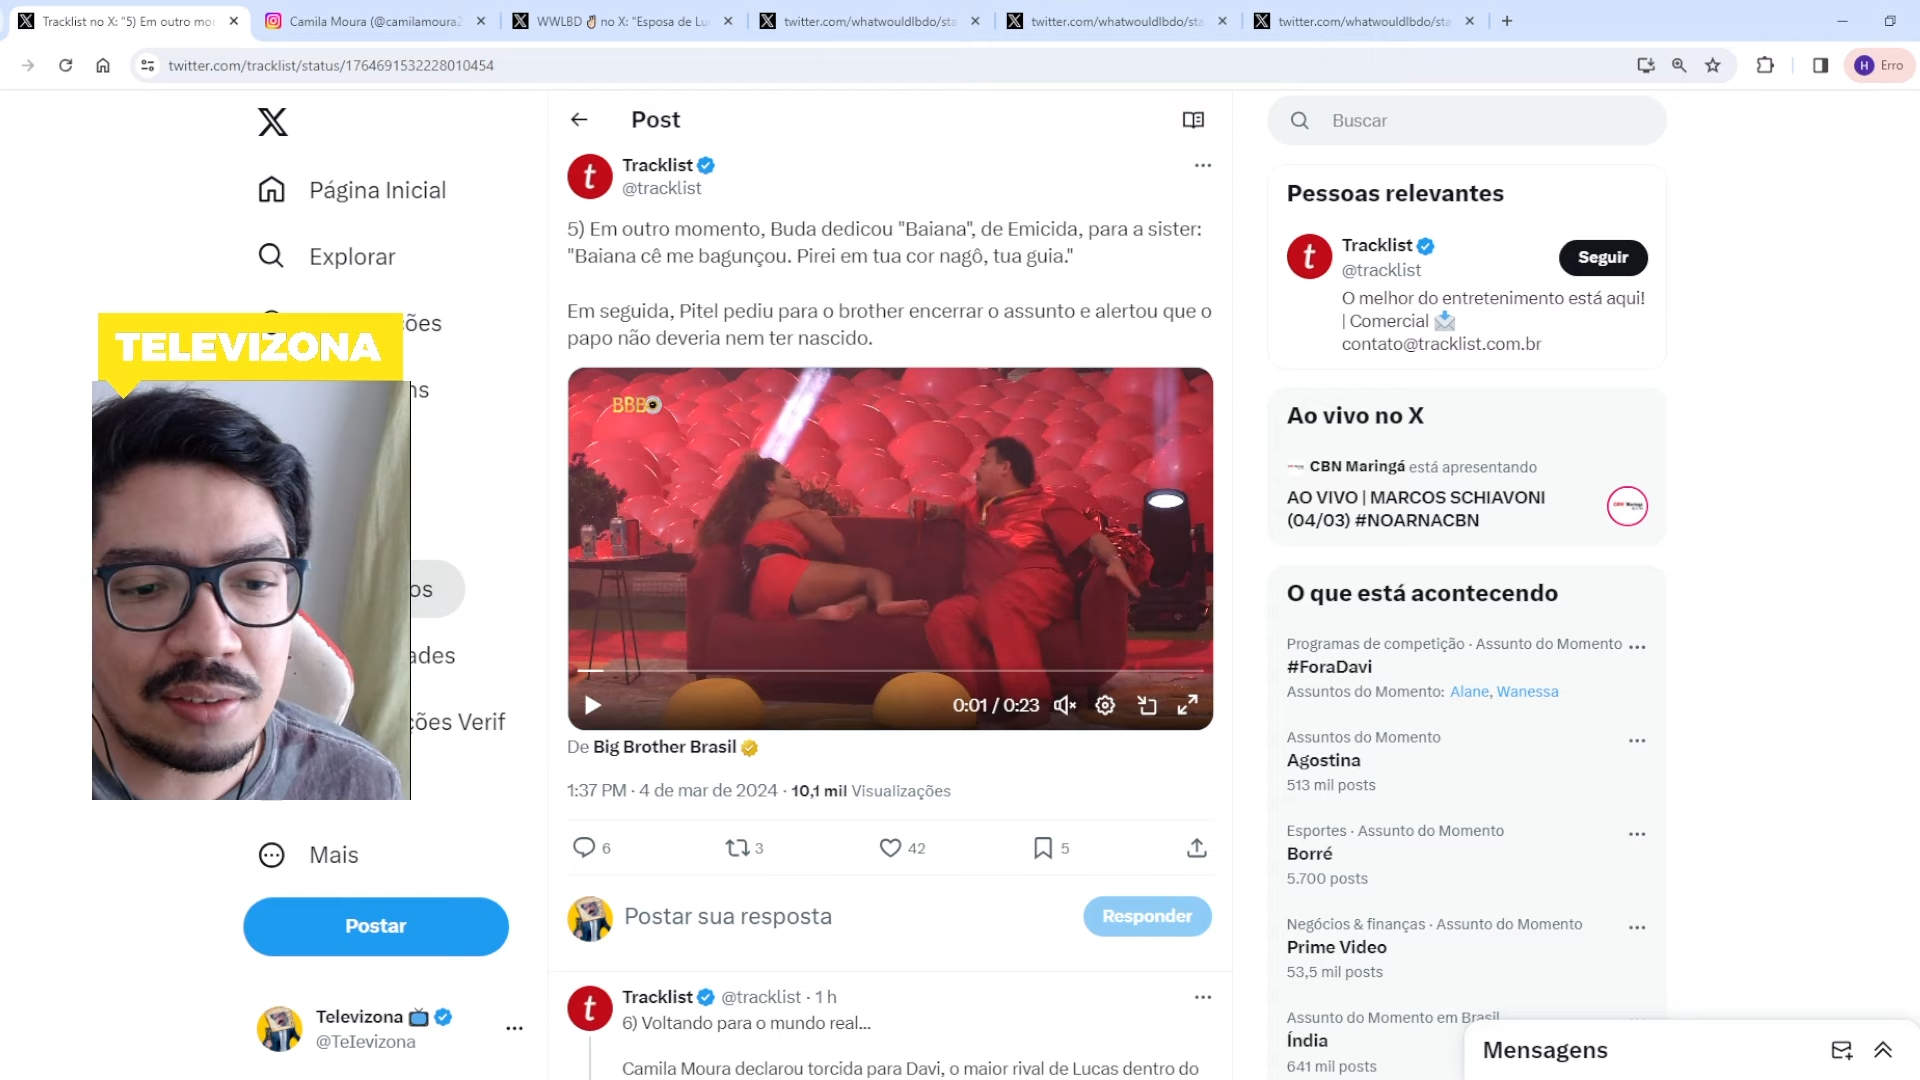 Tracklist no X: "5) Em outro mo
Camila Moura (@camilamoura2
WWLBD no X: "Esposa de Lu
twitter.com/whatwouldlbdo/sta
twitter.com/whatwouldlbdo/sta
twitter.com/whatwouldlbdo/sta
twitter.com/tracklist/status/1764691532228010454
H Erro
Página Inicial
Explorar
ões
ns
os
ades
ções Verif
Mais
Postar
Televizona
@TeIevizona
TELEVIZONA
Post
Tracklist
@tracklist
5) Em outro momento, Buda dedicou "Baiana", de Emicida, para a sister:
"Baiana cê me bagunçou. Pirei em tua cor nagô, tua guia."
Em seguida, Pitel pediu para o brother encerrar o assunto e alertou que o
papo não deveria nem ter nascido.
BBB
0:01 / 0:23
De Big Brother Brasil
1:37 PM · 4 de mar de 2024 · 10,1 mil Visualizações
6
3
42
5
Postar sua resposta
Responder
Tracklist @tracklist · 1 h
6) Voltando para o mundo real...
Camila Moura declarou torcida para Davi, o maior rival de Lucas dentro do
Buscar
Pessoas relevantes
Tracklist
@tracklist
Seguir
O melhor do entretenimento está aqui!
| Comercial
contato@tracklist.com.br
Ao vivo no X
CBN Maringá está apresentando
AO VIVO | MARCOS SCHIAVONI
(04/03) #NOARNACBN
O que está acontecendo
Programas de competição · Assunto do Momento
#ForaDavi
Assuntos do Momento: Alane, Wanessa
Assuntos do Momento
Agostina
513 mil posts
Esportes · Assunto do Momento
Borré
5.700 posts
Negócios & finanças · Assunto do Momento
Prime Video
53,5 mil posts
Assunto do Momento em Brasil
Índia
641 mil posts
Mensagens